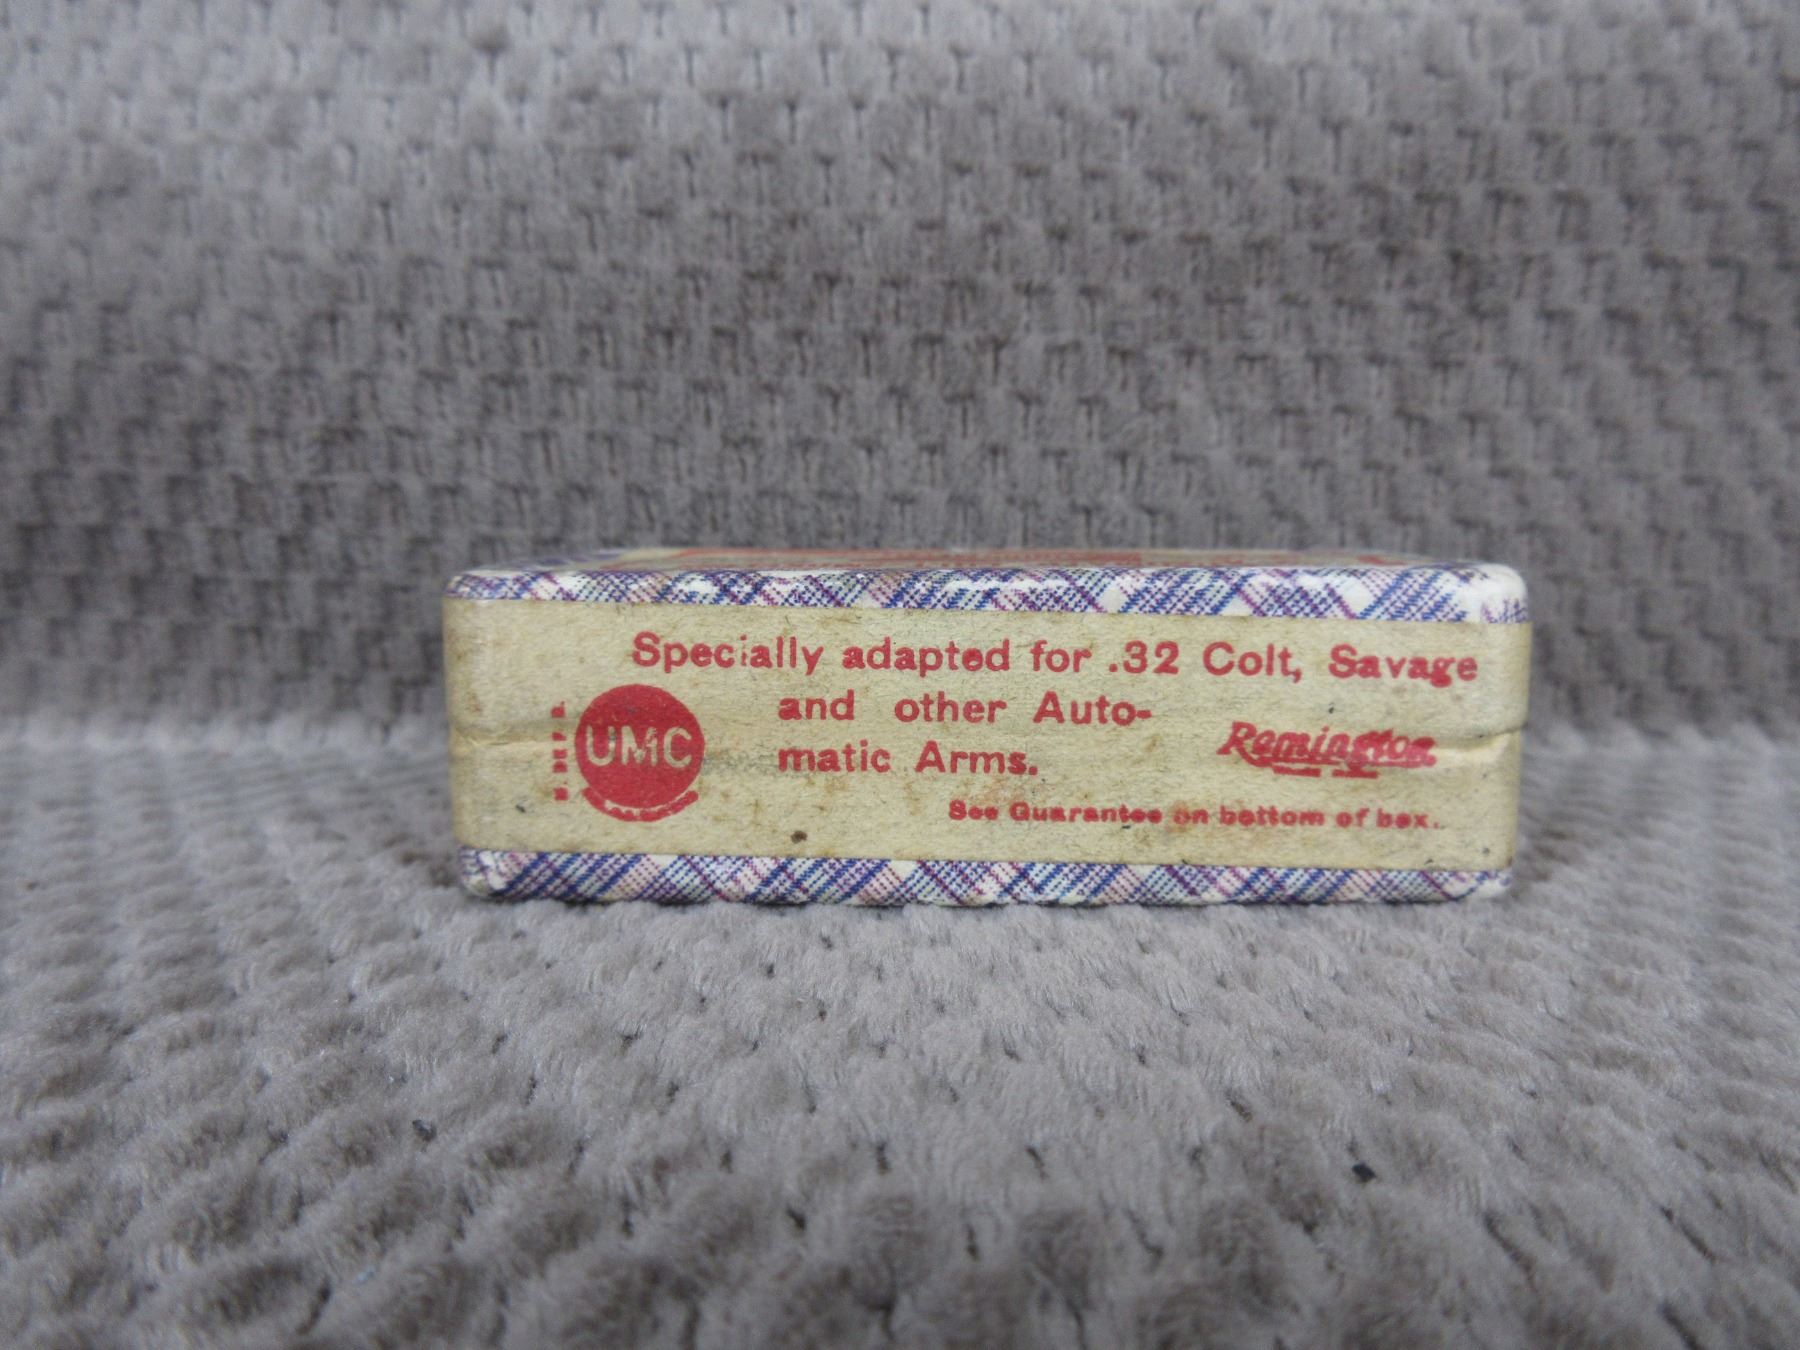 Specially adapted for .32 Colt, Savage
and other Auto-
matic Arms.
UMC
Remington
See Guarantee on bottom of box.